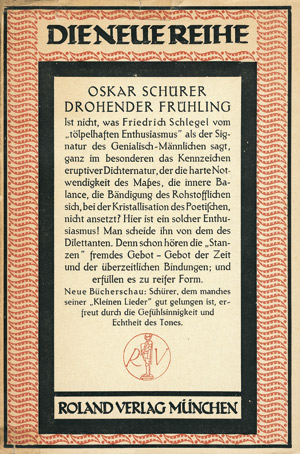 DIE NEUE REIHE
OSKAR SCHÜRER
DROHENDER FRÜHLING
Ist nicht, was Friedrich Schlegel vom
„tölpelhaften Enthusiasmus" als der Sig-
natur des Genialisch-Männlichen sagt,
ganz im besonderen das Kennzeichen
eruptiver Dichternatur, der die harte Not-
wendigkeit des Maßes, die innere Ba-
lance, die Bändigung des Rohstofflichen
sich, bei der Kristallisation des Poetischen,
nicht ansetzt? Hier ist ein solcher Enthu-
siasmus! Man scheide ihn von dem des
Dilettanten. Denn schon hören die „Stan-
zen" fremdes Gebot – Gebot der Zeit
und der überzeitlichen Bindungen; und
erfüllen es zu reifer Form.
Neue Bücherschau: Schürer, dem manches
seiner „Kleinen Lieder" gut gelungen ist, er-
freut durch die Gefühlsinnigkeit und
Echtheit des Tones.
R V
ROLAND VERLAG MÜNCHEN